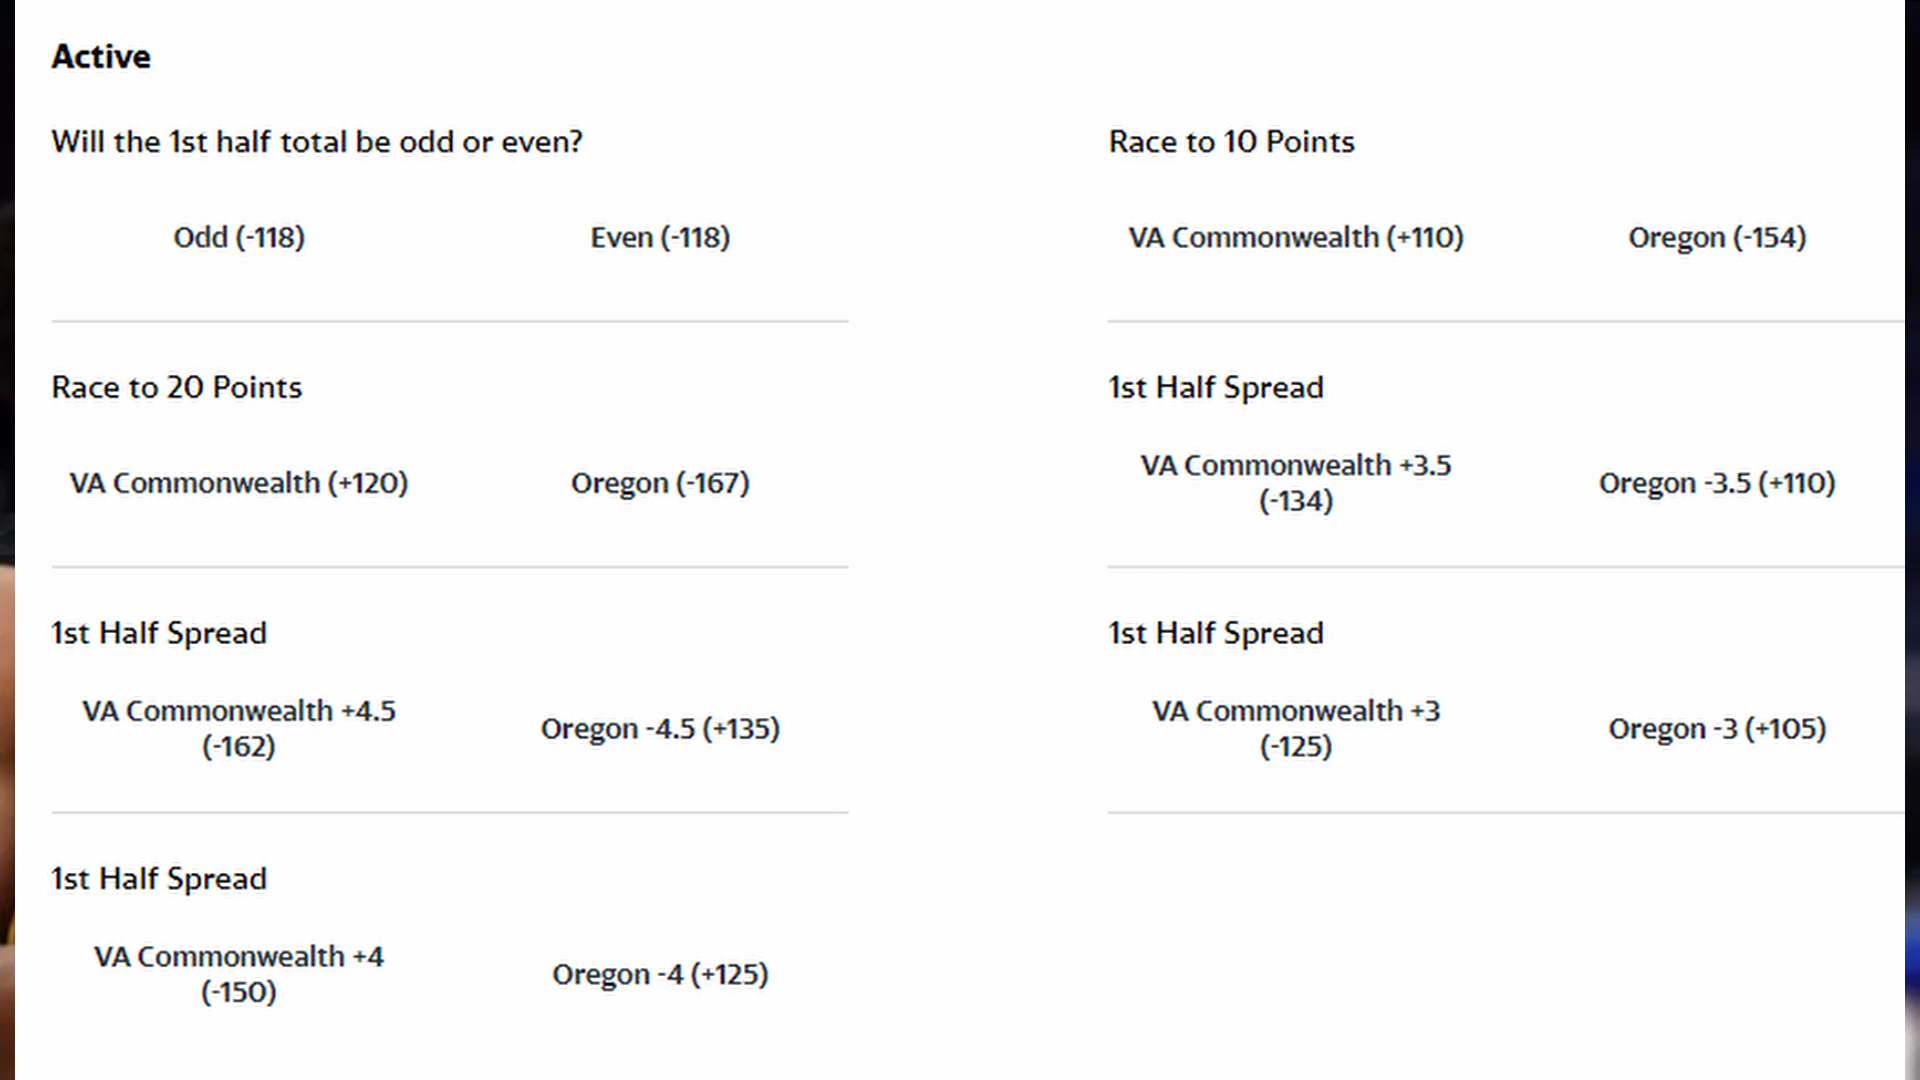 Active
Will the 1st half total be odd or even?
Odd (-118)
Even (-118)
Race to 10 Points
VA Commonwealth (+110)
Oregon (-154)
Race to 20 Points
VA Commonwealth (+120)
Oregon (-167)
1st Half Spread
VA Commonwealth +3.5
(-134)
Oregon -3.5 (+110)
1st Half Spread
VA Commonwealth +4.5
(-162)
Oregon -4.5 (+135)
1st Half Spread
VA Commonwealth +3
(-125)
Oregon -3 (+105)
1st Half Spread
VA Commonwealth +4
(-150)
Oregon -4 (+125)